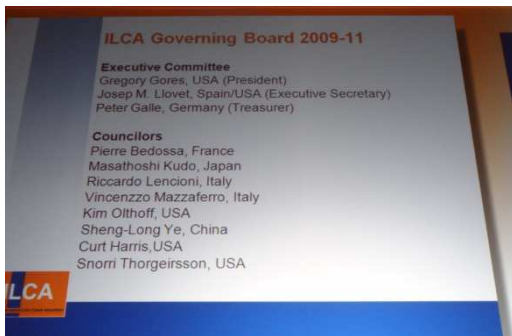 ILCA Governing Board 2009-11
Executive Committee
Gregory Gores, USA (President)
Josep M. Llovet, Spain/USA (Executive Secretary)
Peter Galle, Germany (Treasurer)
Councilors
Pierre Bedossa, France
Masathoshi Kudo, Japan
Riccardo Lencioni, Italy
Vincenzzo Mazzaferro, Italy
Kim Olthoff, USA
Sheng-Long Ye, China
Curt Harris,USA
Snorri Thorgeirsson, USA
ILCA